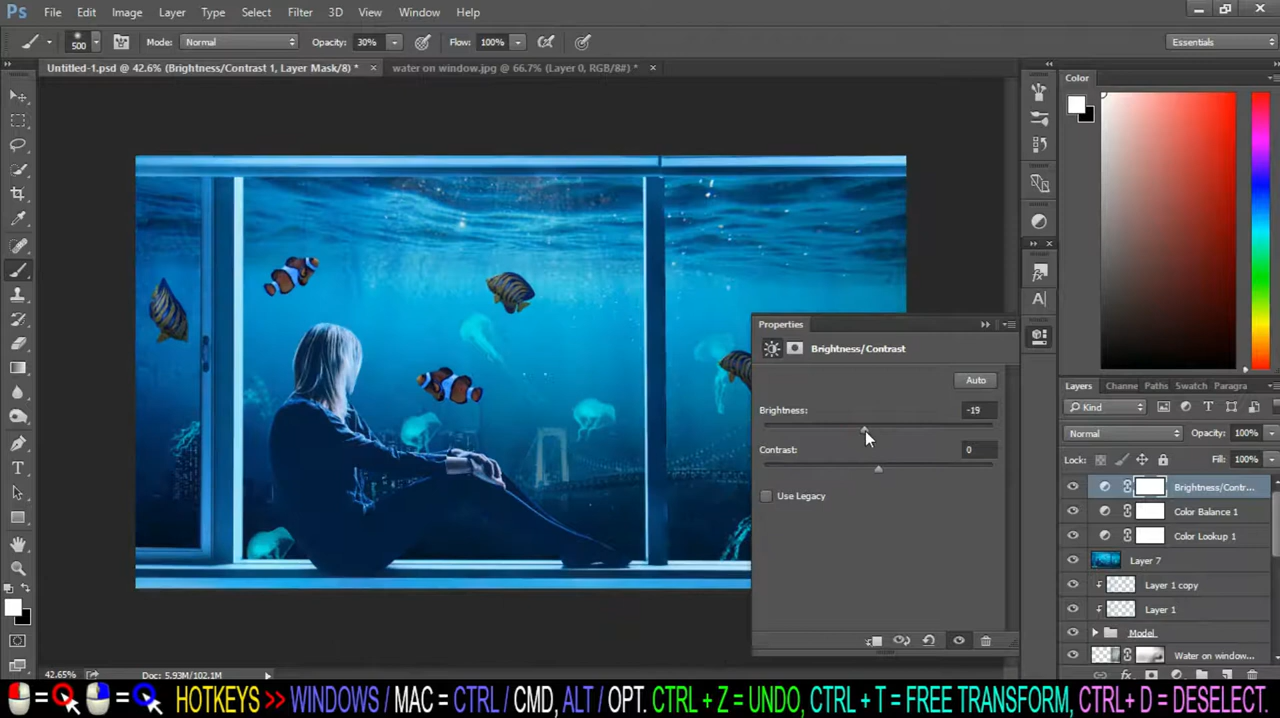 Ps File Edit Image Layer Type Select Filter 3D View Window Help
500 Mode: Normal Opacity: 30% Flow: 100% Essentials
Untitled-1.psd @ 42.6% (Brightness/Contrast 1, Layer Mask/8) * × water on window.jpg @ 66.7% (Layer 0, RGB/8#) * ×
Color
Properties
Brightness/Contrast
Auto
Brightness: -19
Contrast: 0
Use Legacy
Layers Channe Paths Swatch Paragra
Kind
Normal Opacity: 100%
Lock: Fill: 100%
Brightness/Contr...
Color Balance 1
Color Lookup 1
Layer 7
Layer 1 copy
Layer 1
Model
Water on window...
42.65% Doc: 5.93M/102.1M
= = HOTKEYS >> WINDOWS / MAC = CTRL / CMD, ALT / OPT. CTRL + Z = UNDO, CTRL + T = FREE TRANSFORM, CTRL + D = DESELECT.